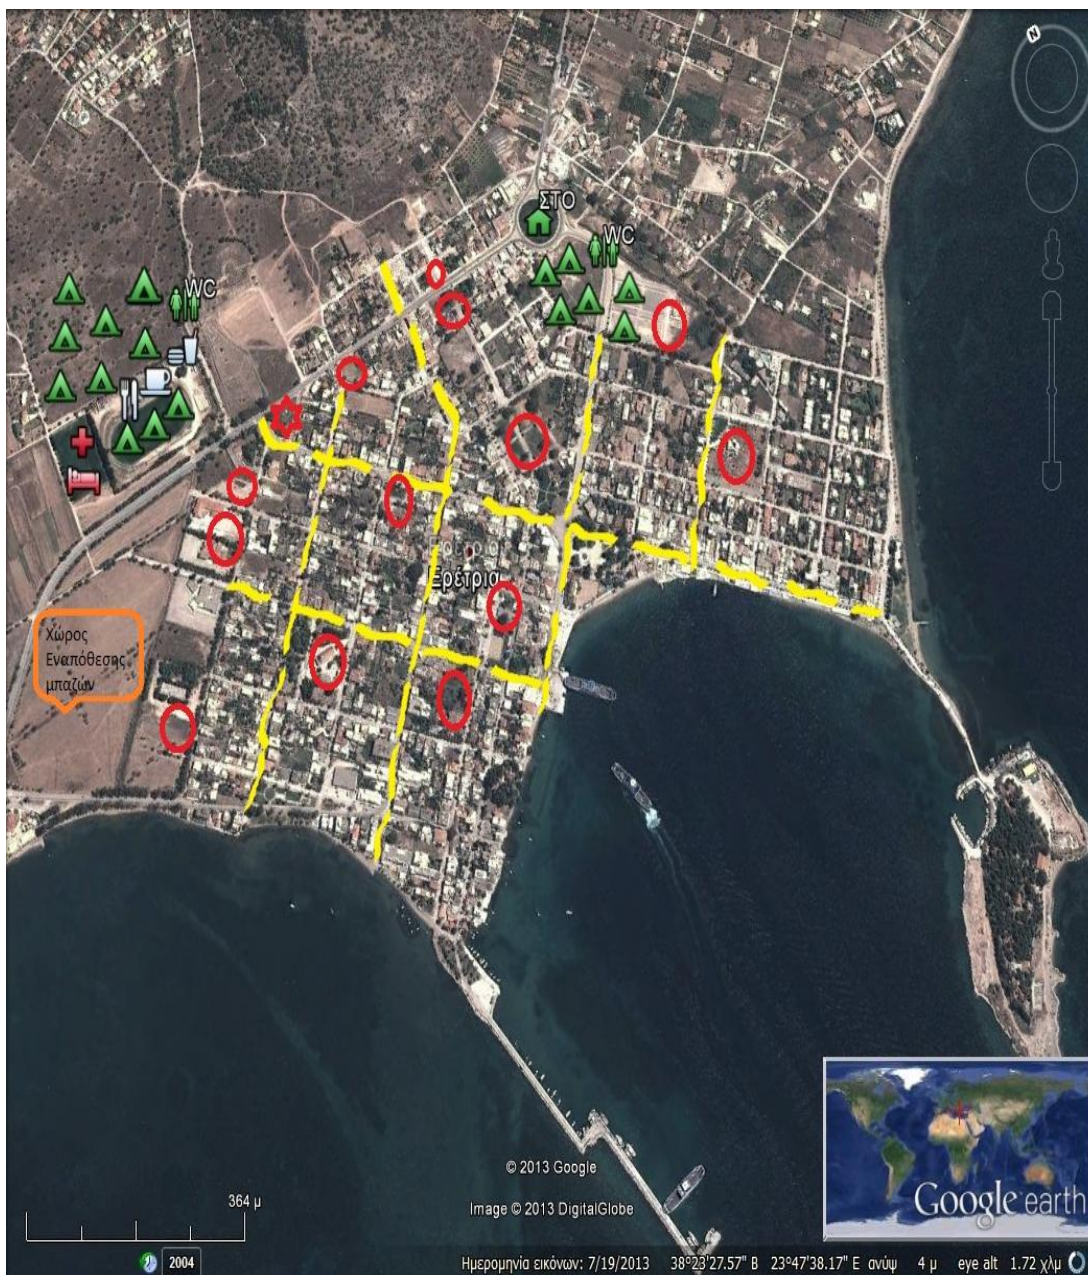 N
ΣΤΟ
WC
WC
Ερέτρια
Ερέτρια
Χώρος
Εναπόθεσης
μπαζών
© 2013 Google
Image © 2013 DigitalGlobe
364 μ
Google earth
2004
Ημερομηνία εικόνων: 7/19/2013 38°23'27.57" Β 23°47'38.17" Ε ανύψ 4 μ eye alt 1.72 χλμ